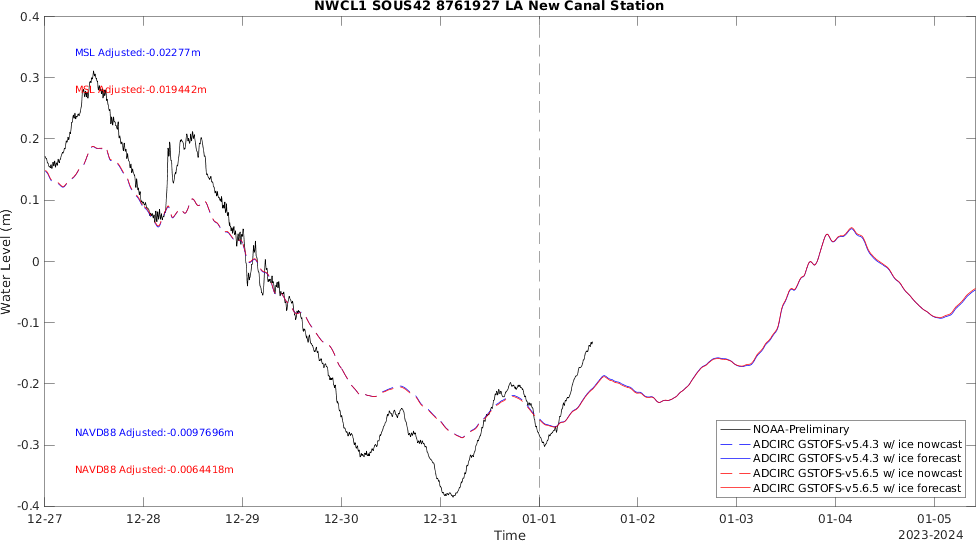 NWCL1 SOUS42 8761927 LA New Canal Station
Water Level (m)
0.4
0.3
0.2
0.1
0
-0.1
-0.2
-0.3
-0.4
MSL Adjusted:-0.02277m
MSL Adjusted:-0.019442m
NAVD88 Adjusted:-0.0097696m
NAVD88 Adjusted:-0.0064418m
NOAA-Preliminary
ADCIRC GSTOFS-v5.4.3 w/ ice nowcast
ADCIRC GSTOFS-v5.4.3 w/ ice forecast
ADCIRC GSTOFS-v5.6.5 w/ ice nowcast
ADCIRC GSTOFS-v5.6.5 w/ ice forecast
12-27 12-28 12-29 12-30 12-31 01-01 01-02 01-03 01-04 01-05
Time
2023-2024